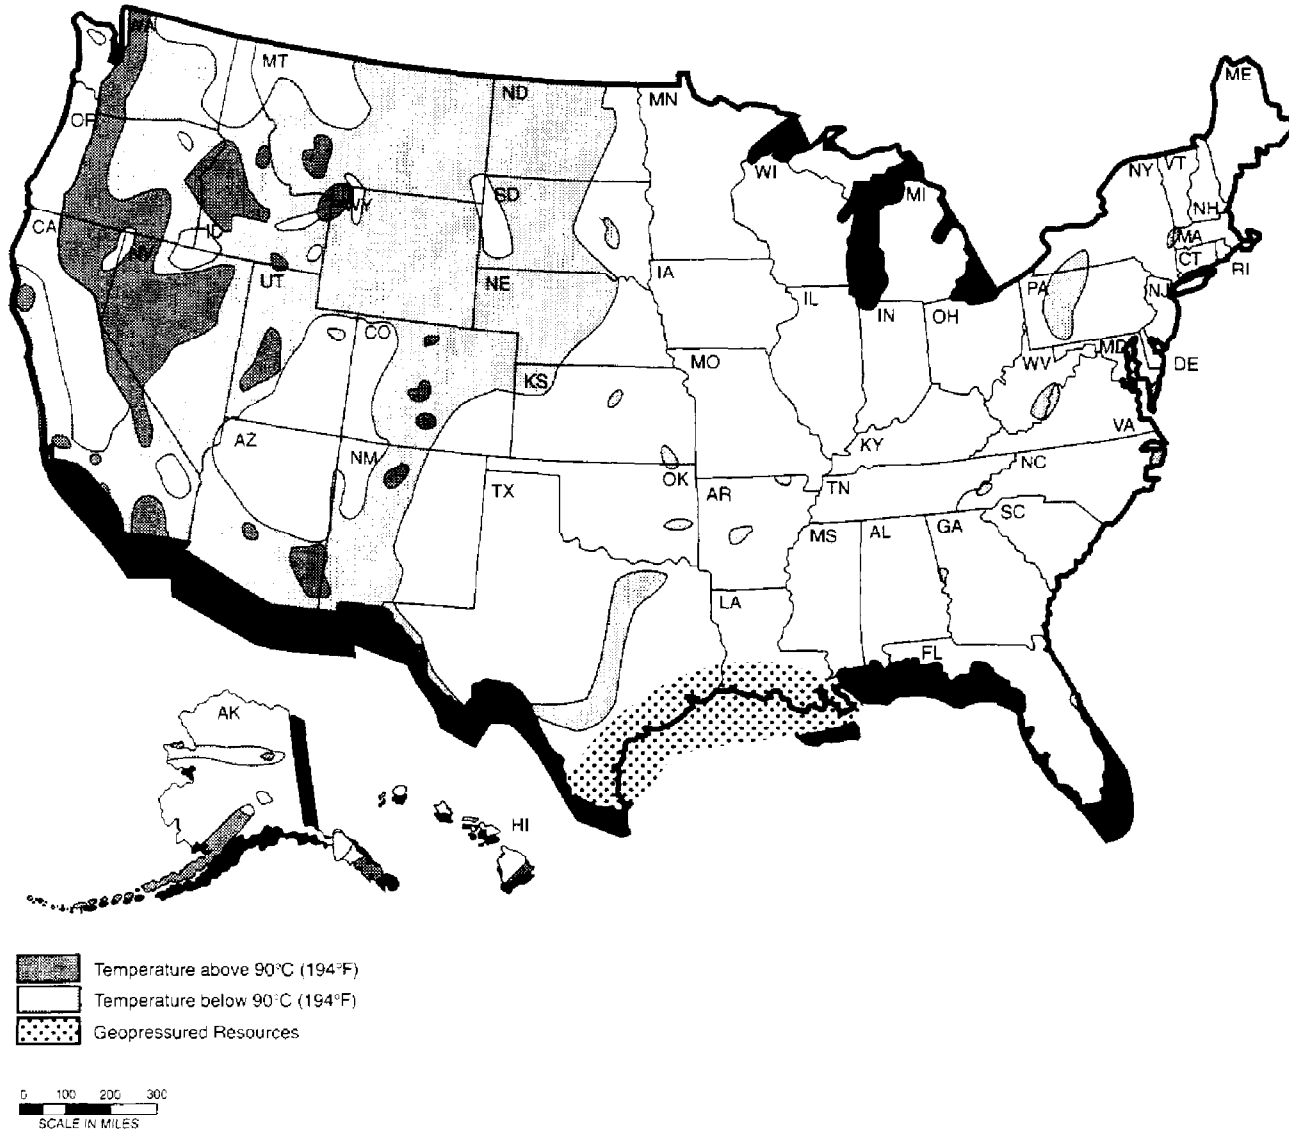 WA
MT
ND
MN
ME
OR
WI
MI
NY
VT
NH
SD
WY
ID
CA
NV
MA
CT
RI
UT
NE
IA
IL
IN
OH
PA
NJ
CO
KS
MO
WV
MD
DE
AZ
NM
KY
VA
TX
OK
AR
TN
NC
MS
AL
GA
SC
LA
FL
AK
HI
Temperature above 90°C (194°F)
Temperature below 90°C (194°F)
Geopressured Resources
0 100 200 300
SCALE IN MILES